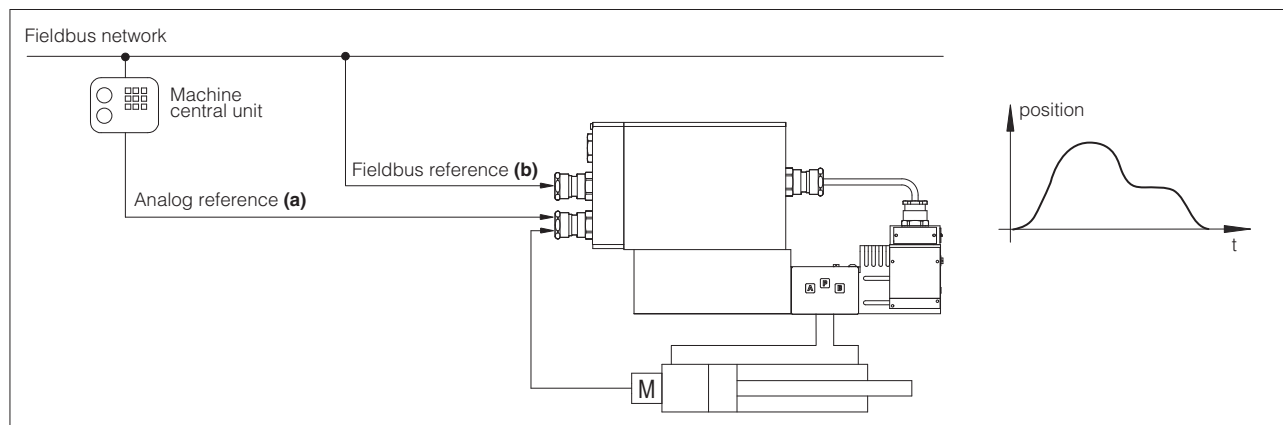 Fieldbus network
Machine
central unit
Fieldbus reference (b)
Analog reference (a)
position
t
A P B
M